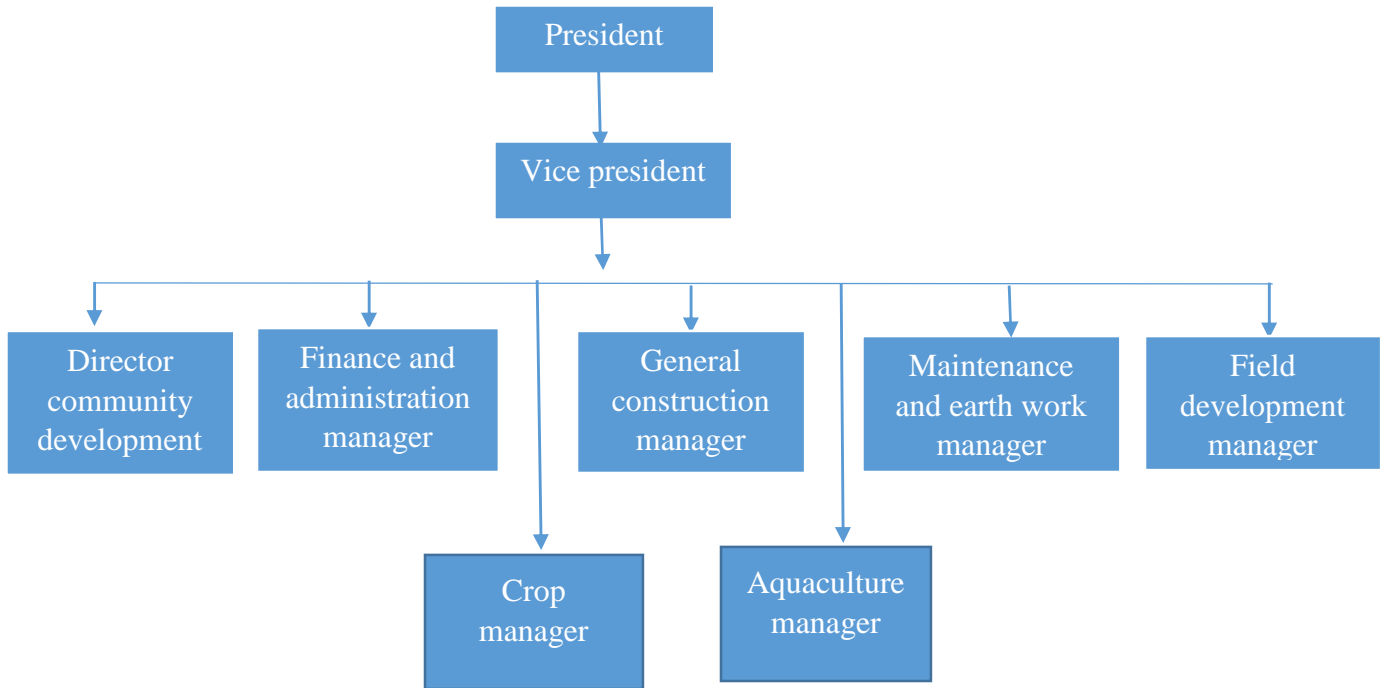 President
Vice president
Director
community
development
Finance and
administration
manager
General
construction
manager
Maintenance
and earth work
manager
Field
development
manager
Crop
manager
Aquaculture
manager